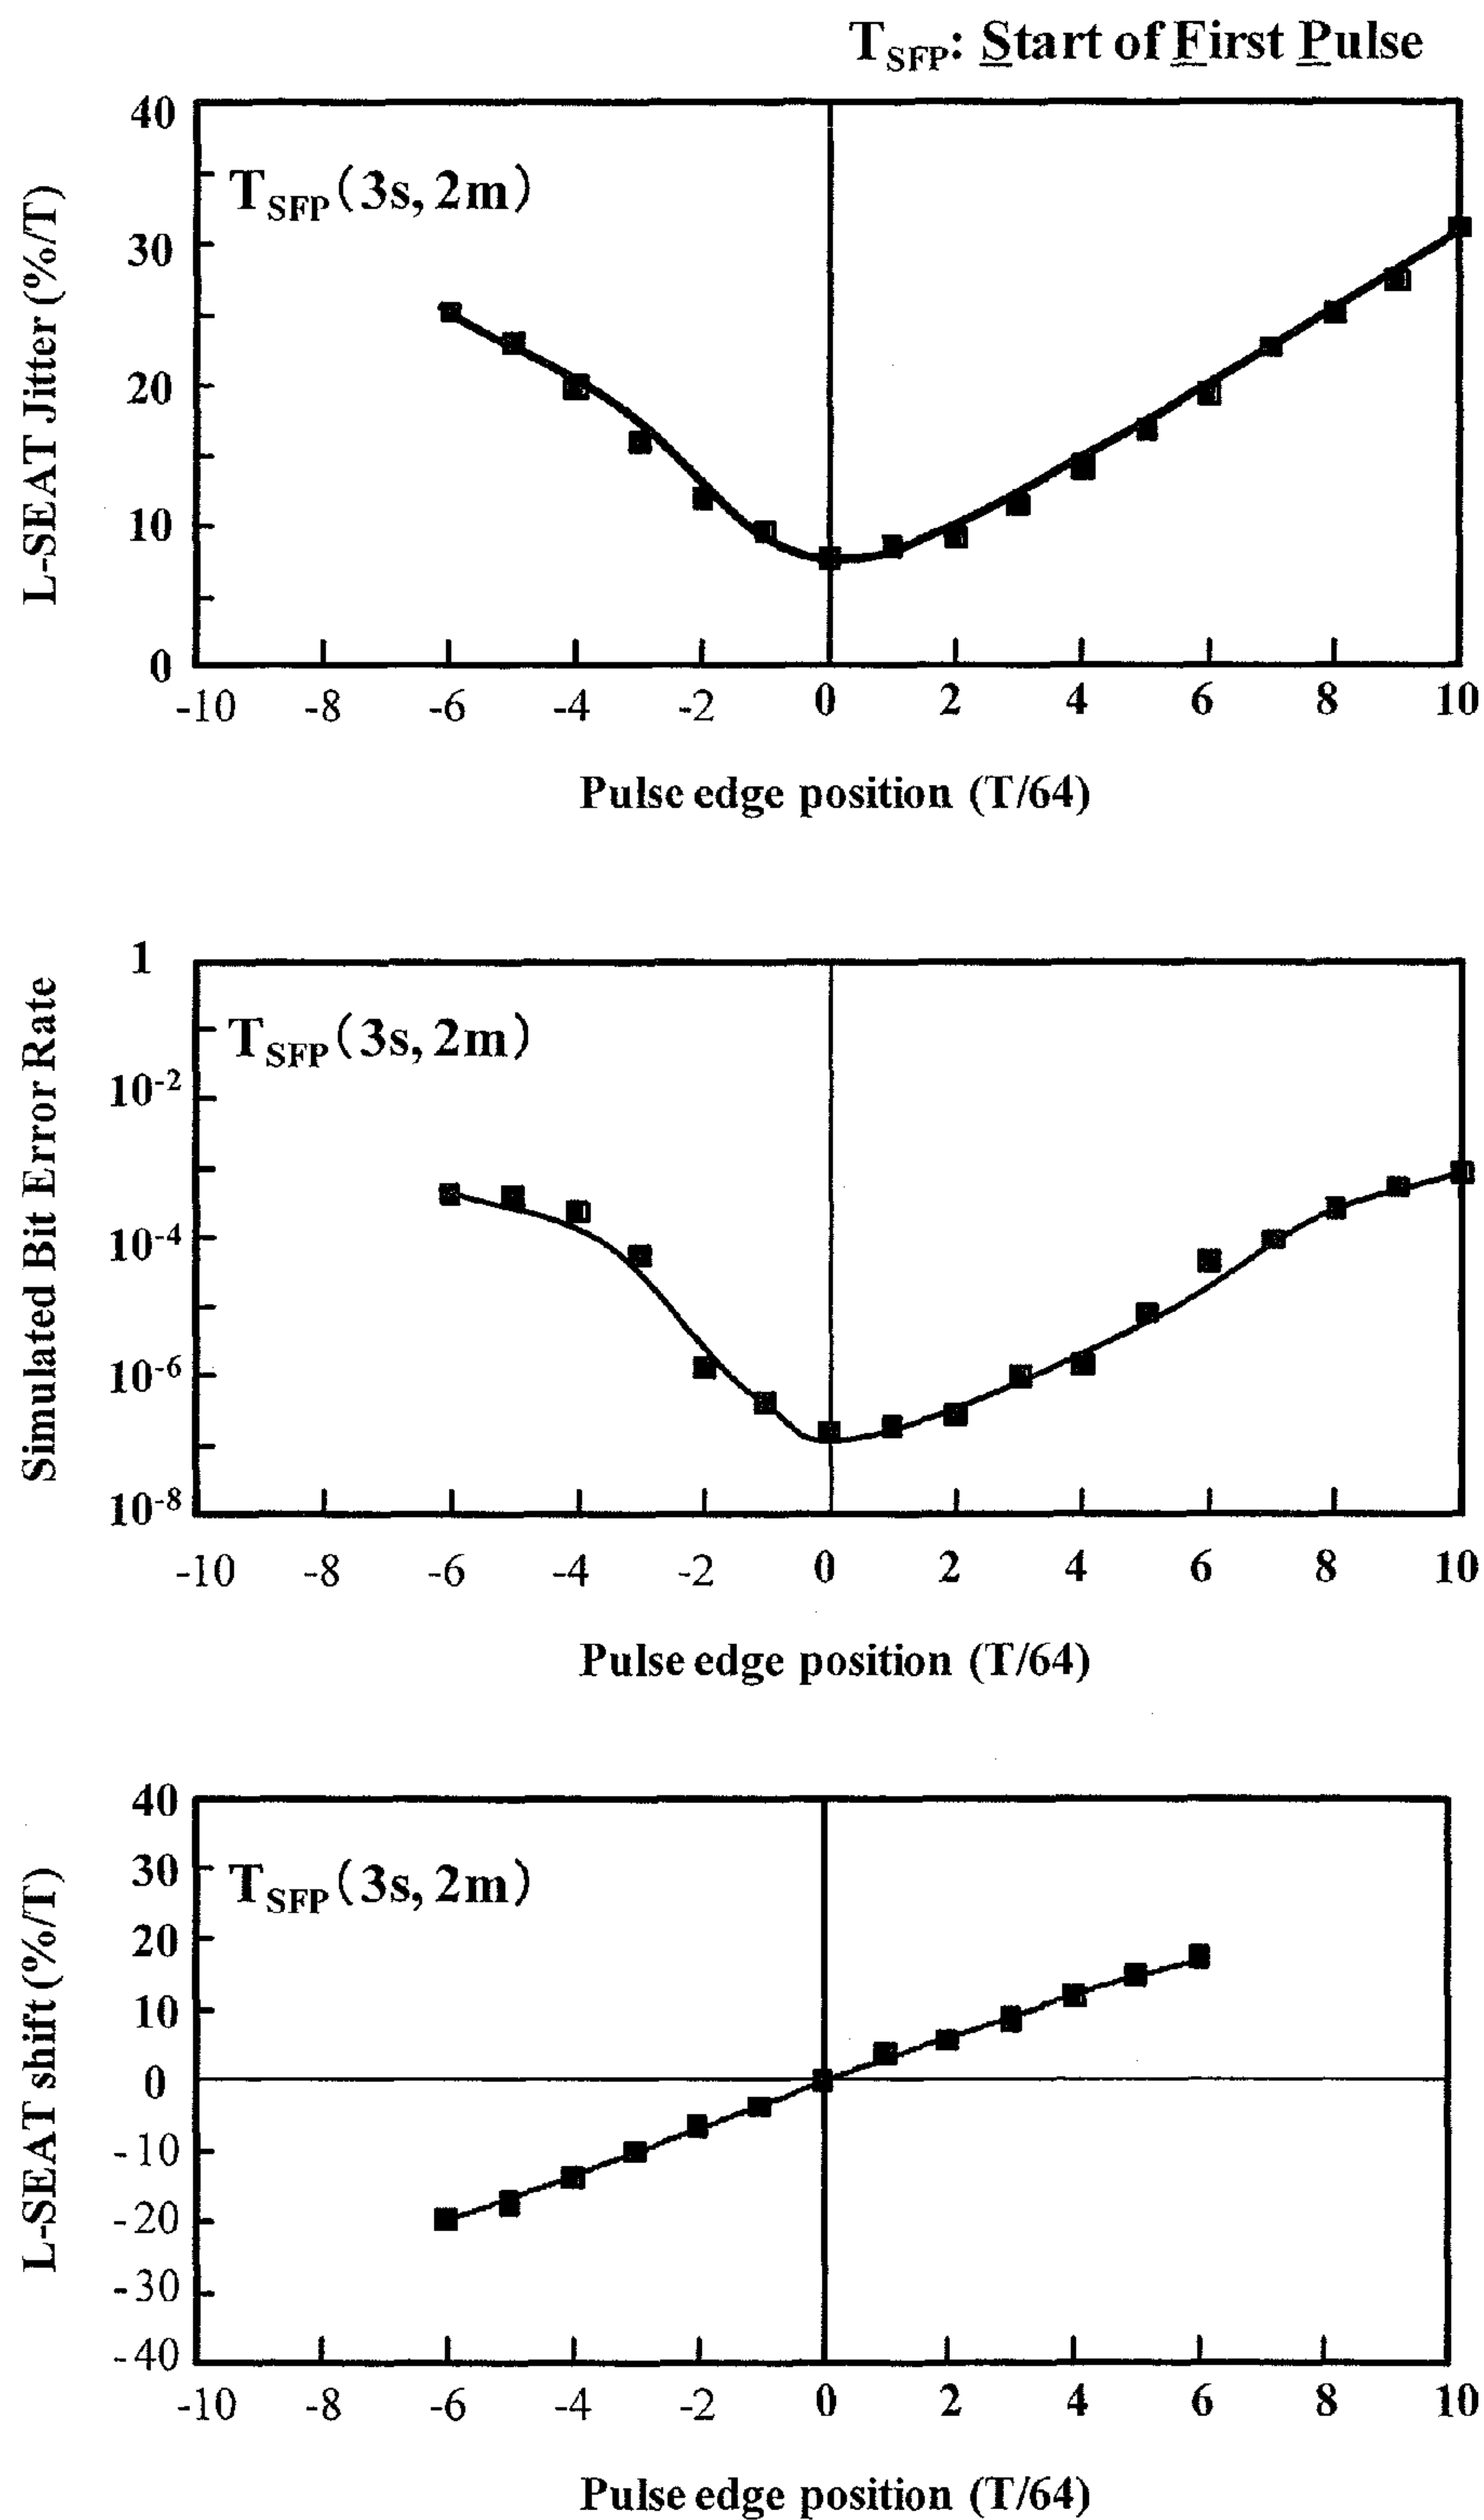 T_SFP: Start of First Pulse
40
30
20
10
0
L-SEAT Jitter (%/T)
T_SFP(3s, 2m)
-10 -8 -6 -4 -2 0 2 4 6 8 10
Pulse edge position (T/64)
1
10^-2
10^-4
10^-6
10^-8
Simulated Bit Error Rate
T_SFP(3s, 2m)
-10 -8 -6 -4 -2 0 2 4 6 8 10
Pulse edge position (T/64)
40
30
20
10
0
-10
-20
-30
-40
L-SEAT shift (%/T)
T_SFP(3s, 2m)
-10 -8 -6 -4 -2 0 2 4 6 8 10
Pulse edge position (T/64)